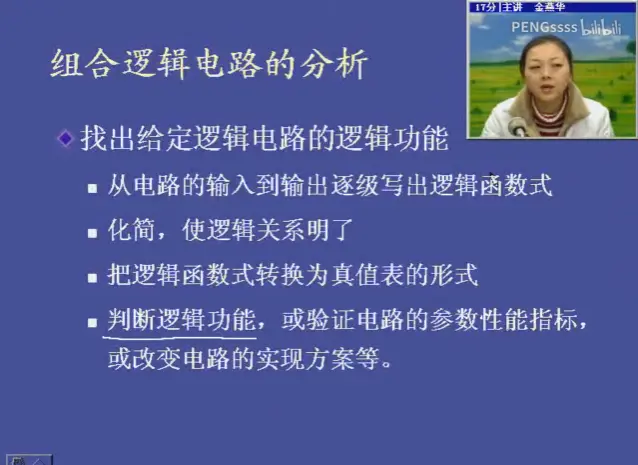 17分|主讲 金燕华
PENGssss bilibili
组合逻辑电路的分析
找出给定逻辑电路的逻辑功能
从电路的输入到输出逐级写出逻辑函数式
化简，使逻辑关系明了
把逻辑函数式转换为真值表的形式
判断逻辑功能，或验证电路的参数性能指标，
或改变电路的实现方案等。